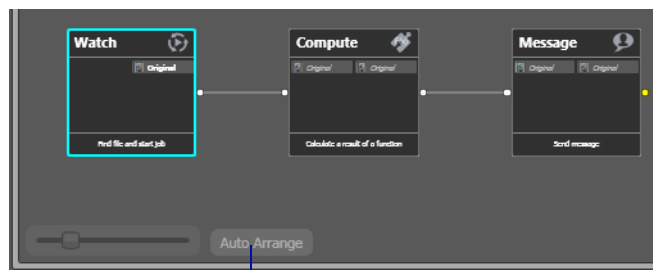 Watch
Original
Find file and start job
Compute
Original Original
Calculate a result of a function
Message
Original Original
Send message
Auto Arrange